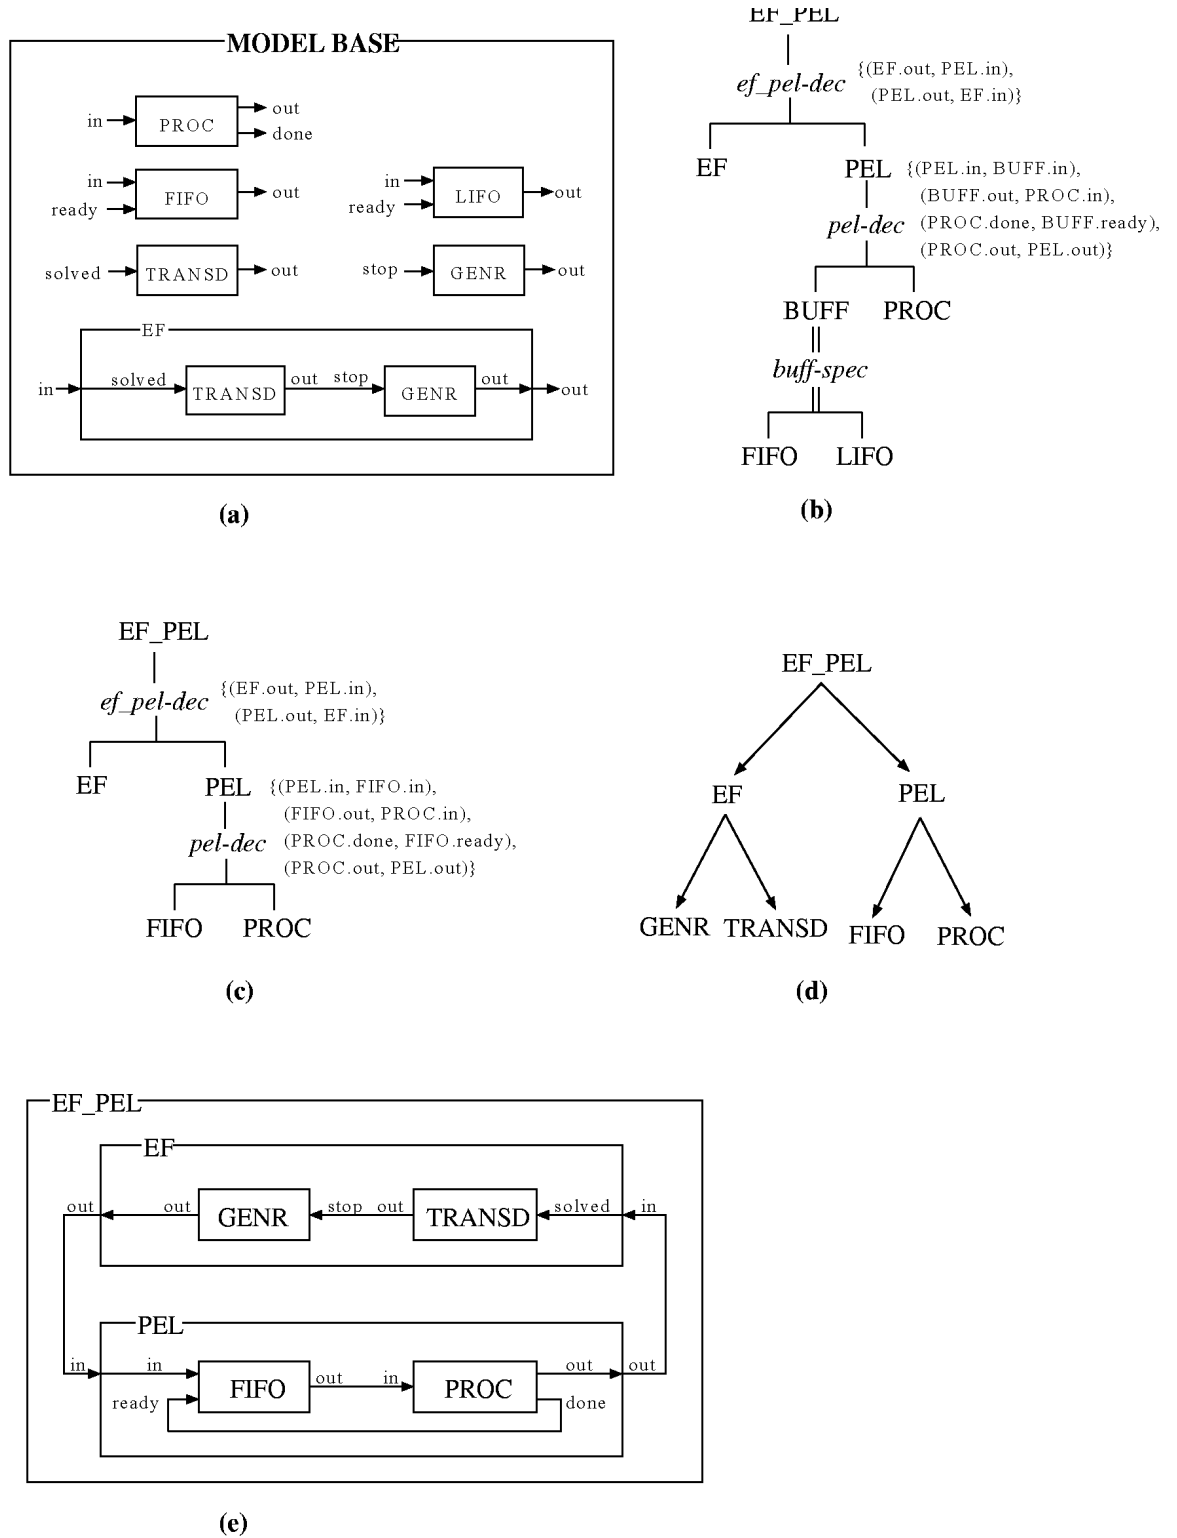 MODEL BASE
in PROC out
done
in FIFO out
ready
in LIFO out
ready
solved TRANSD out
stop GENR out
EF
in solved TRANSD out stop GENR out out
(a)
EF_PEL
ef_pel-dec {(EF.out, PEL.in),
(PEL.out, EF.in)}
EF PEL {(PEL.in, BUFF.in),
(BUFF.out, PROC.in),
pel-dec (PROC.done, BUFF.ready),
(PROC.out, PEL.out)}
BUFF PROC
buff-spec
FIFO LIFO
(b)
EF_PEL
ef_pel-dec {(EF.out, PEL.in),
(PEL.out, EF.in)}
EF PEL {(PEL.in, FIFO.in),
(FIFO.out, PROC.in),
pel-dec (PROC.done, FIFO.ready),
(PROC.out, PEL.out)}
FIFO PROC
(c)
EF_PEL
EF PEL
GENR TRANSD FIFO PROC
(d)
EF_PEL
EF
out out GENR stop out TRANSD solved in
PEL
in in FIFO out in PROC out out
ready done
(e)